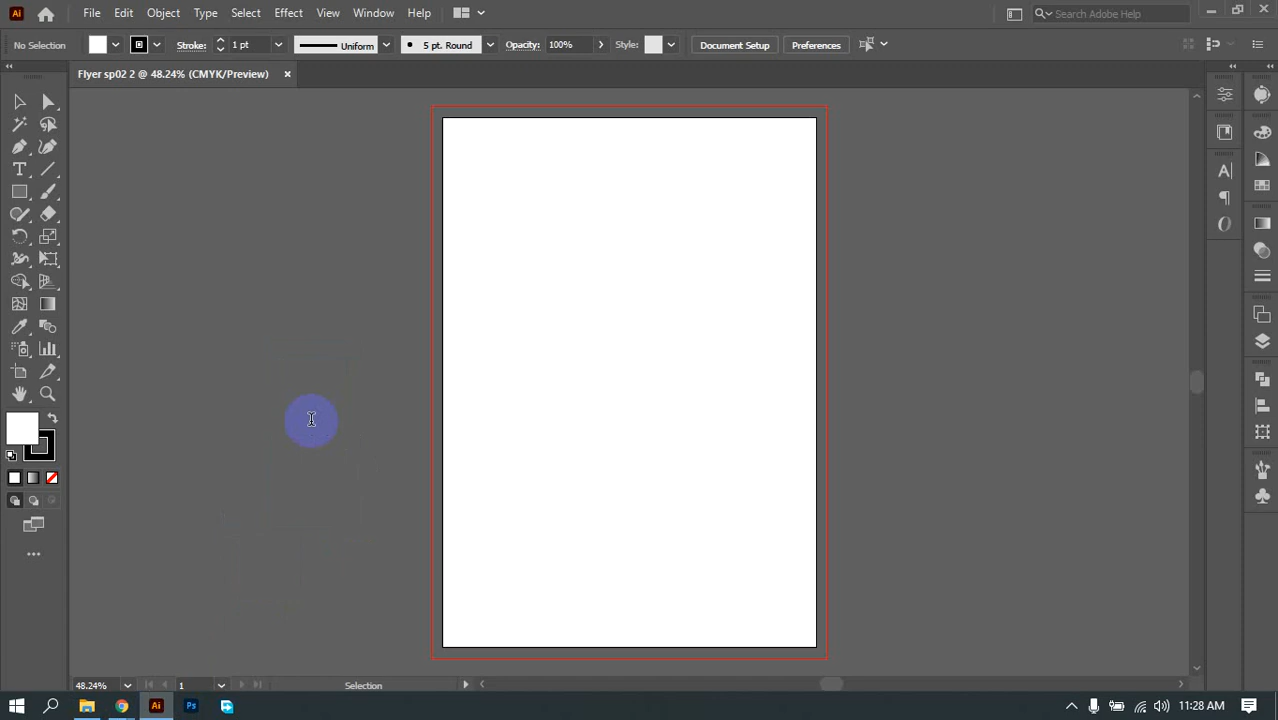 Ai File Edit Object Type Select Effect View Window Help Search Adobe Help
No Selection Stroke: 1 pt Uniform 5 pt. Round Opacity: 100% Style: Document Setup Preferences
Flyer sp02 2 @ 48.24% (CMYK/Preview)
48.24% 1 Selection
Ai Ps 11:28 AM